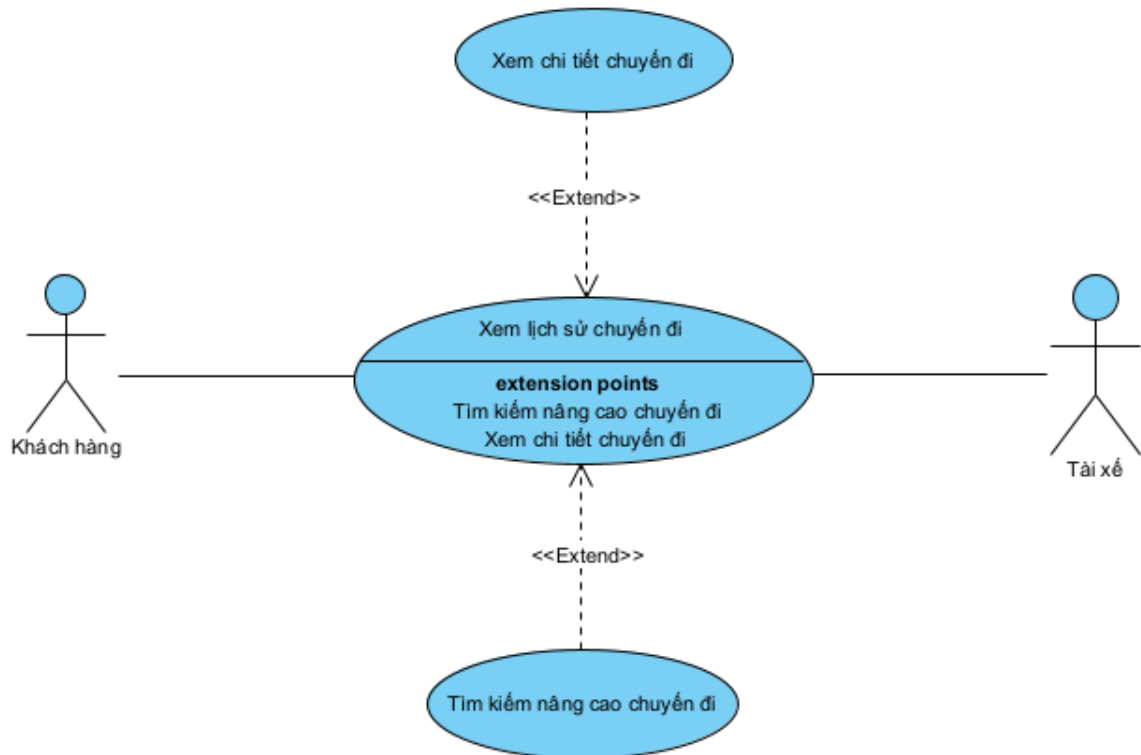 Xem chi tiết chuyến đi
<<Extend>>
Xem lịch sử chuyến đi
extension points
Tìm kiếm nâng cao chuyến đi
Xem chi tiết chuyến đi
Khách hàng
Tài xế
<<Extend>>
Tìm kiếm nâng cao chuyến đi